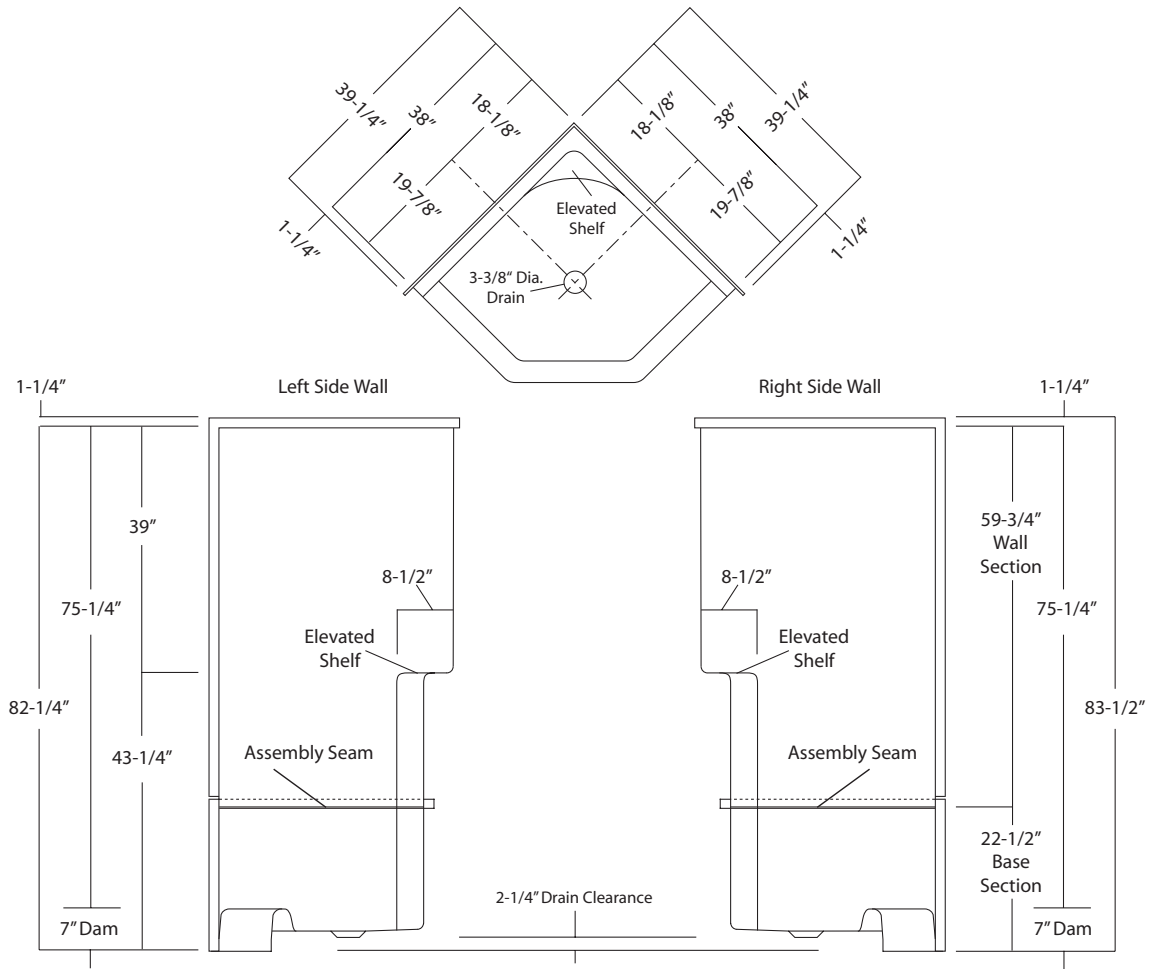 39-1/4”
38”
18-1/8”
19-7/8”
1-1/4”
18-1/8”
38”
39-1/4”
19-7/8”
1-1/4”
Elevated
Shelf
3-3/8“ Dia.
Drain
1-1/4”
Left Side Wall
Right Side Wall
1-1/4”
39”
75-1/4”
82-1/4”
43-1/4”
7” Dam
8-1/2”
Elevated
Shelf
Assembly Seam
2-1/4” Drain Clearance
8-1/2”
Elevated
Shelf
Assembly Seam
59-3/4”
Wall
Section
75-1/4”
83-1/2”
22-1/2”
Base
Section
7” Dam